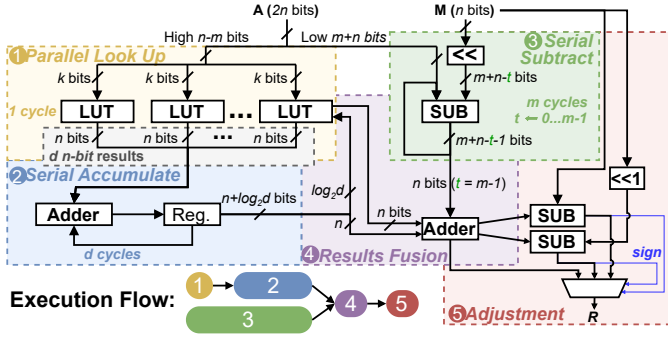 A (2n bits)
M (n bits)
High n-m bits
Low m+n bits
1 Parallel Look Up
3 Serial Subtract
<<
k bits
k bits
k bits
m+n-t bits
1 cycle
LUT
LUT
...
LUT
SUB
m cycles
t ← 0...m-1
n bits
n bits
...
n bits
m+n-t-1 bits
d n-bit results
2 Serial Accumulate
<<1
n+log2d bits
log2d
n bits (t = m-1)
Adder
Reg.
n
n bits
Adder
SUB
SUB
d cycles
4 Results Fusion
sign
Execution Flow:
1
2
3
4
5
R
5 Adjustment